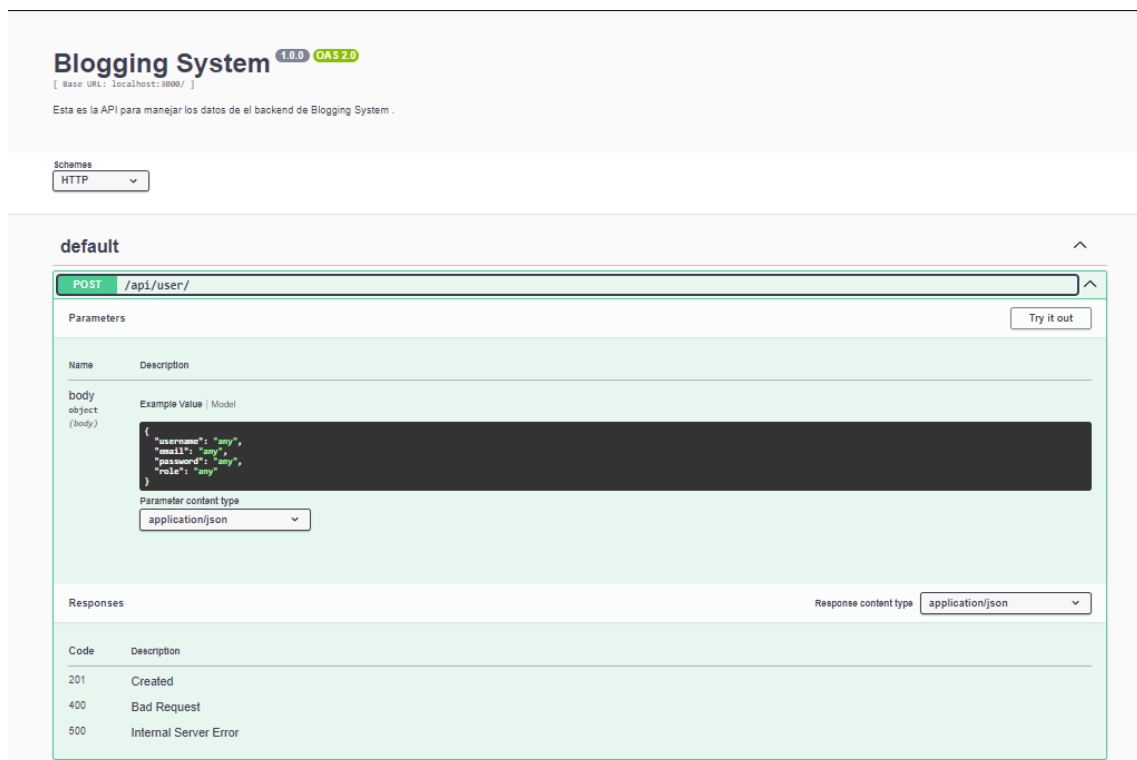 Blogging System 1.0.0 OAS 2.0
[ Base URL: localhost:3000/ ]
Esta es la API para manejar los datos de el backend de Blogging System .
Schemes
HTTP
default
POST /api/user/
Parameters Try it out
Name Description
body
object
(body)
Example Value | Model
{
"username": "any",
"email": "any",
"password": "any",
"role": "any"
}
Parameter content type
application/json
Responses Response content type application/json
Code Description
201 Created
400 Bad Request
500 Internal Server Error